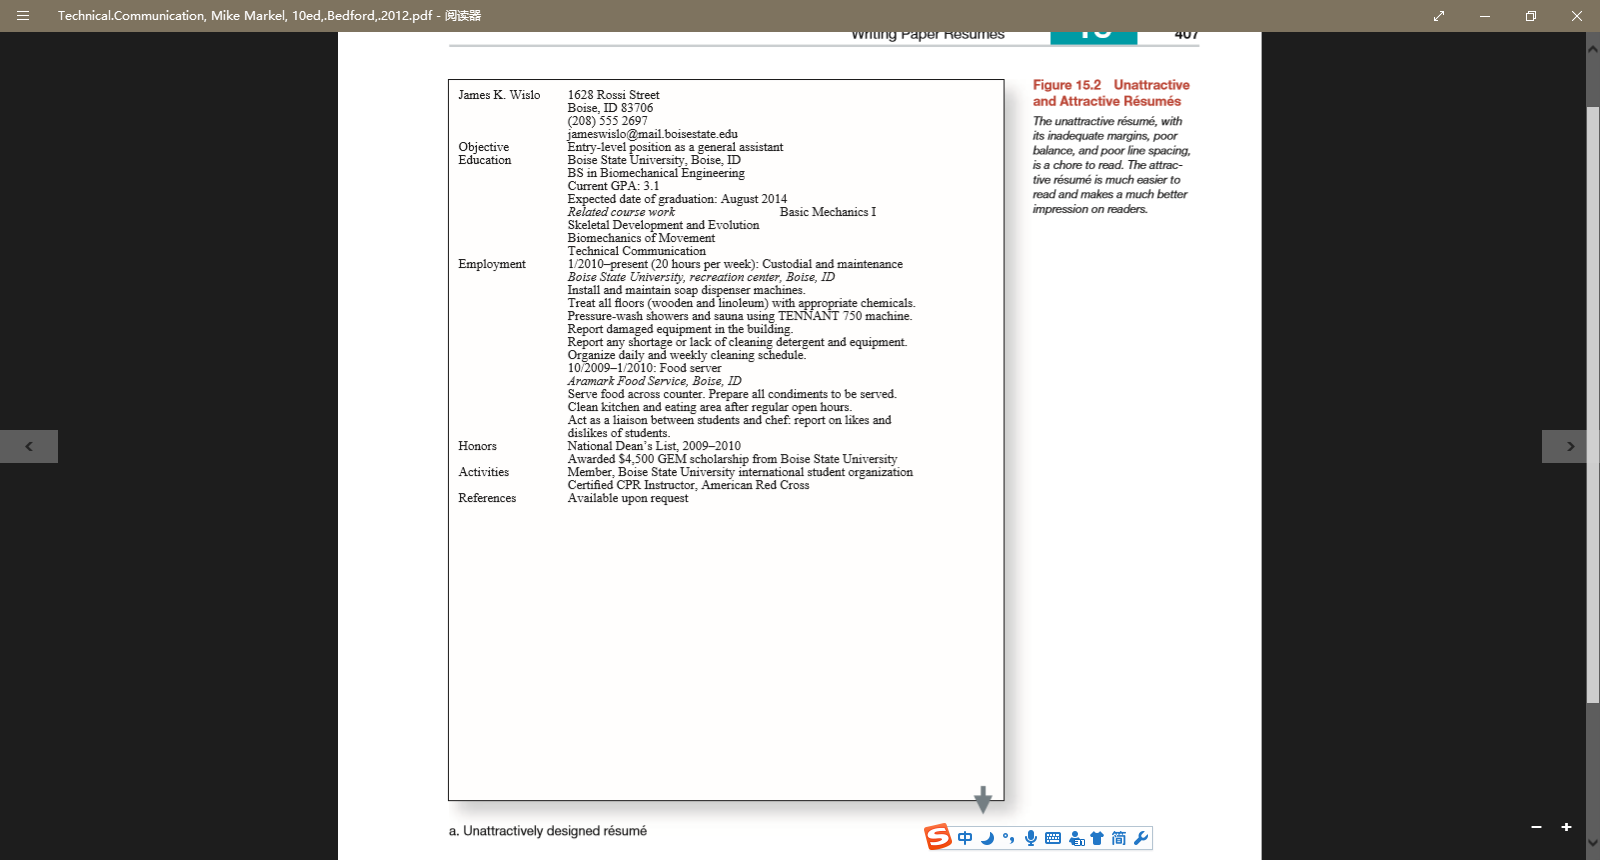 Technical.Communication, Mike Markel, 10ed,.Bedford,.2012.pdf - 阅读器
Writing Paper Résumés 15 407
James K. Wislo 1628 Rossi Street
Boise, ID 83706
(208) 555 2697
jameswislo@mail.boisestate.edu
Objective Entry-level position as a general assistant
Education Boise State University, Boise, ID
BS in Biomechanical Engineering
Current GPA: 3.1
Expected date of graduation: August 2014
Related course work Basic Mechanics I
Skeletal Development and Evolution
Biomechanics of Movement
Technical Communication
Employment 1/2010–present (20 hours per week): Custodial and maintenance
Boise State University, recreation center, Boise, ID
Install and maintain soap dispenser machines.
Treat all floors (wooden and linoleum) with appropriate chemicals.
Pressure-wash showers and sauna using TENNANT 750 machine.
Report damaged equipment in the building.
Report any shortage or lack of cleaning detergent and equipment.
Organize daily and weekly cleaning schedule.
10/2009–1/2010: Food server
Aramark Food Service, Boise, ID
Serve food across counter. Prepare all condiments to be served.
Clean kitchen and eating area after regular open hours.
Act as a liaison between students and chef: report on likes and
dislikes of students.
Honors National Dean’s List, 2009–2010
Awarded $4,500 GEM scholarship from Boise State University
Activities Member, Boise State University international student organization
Certified CPR Instructor, American Red Cross
References Available upon request
Figure 15.2 Unattractive
and Attractive Résumés
The unattractive résumé, with
its inadequate margins, poor
balance, and poor line spacing,
is a chore to read. The attrac-
tive résumé is much easier to
read and makes a much better
impression on readers.
a. Unattractively designed résumé
S 中 简